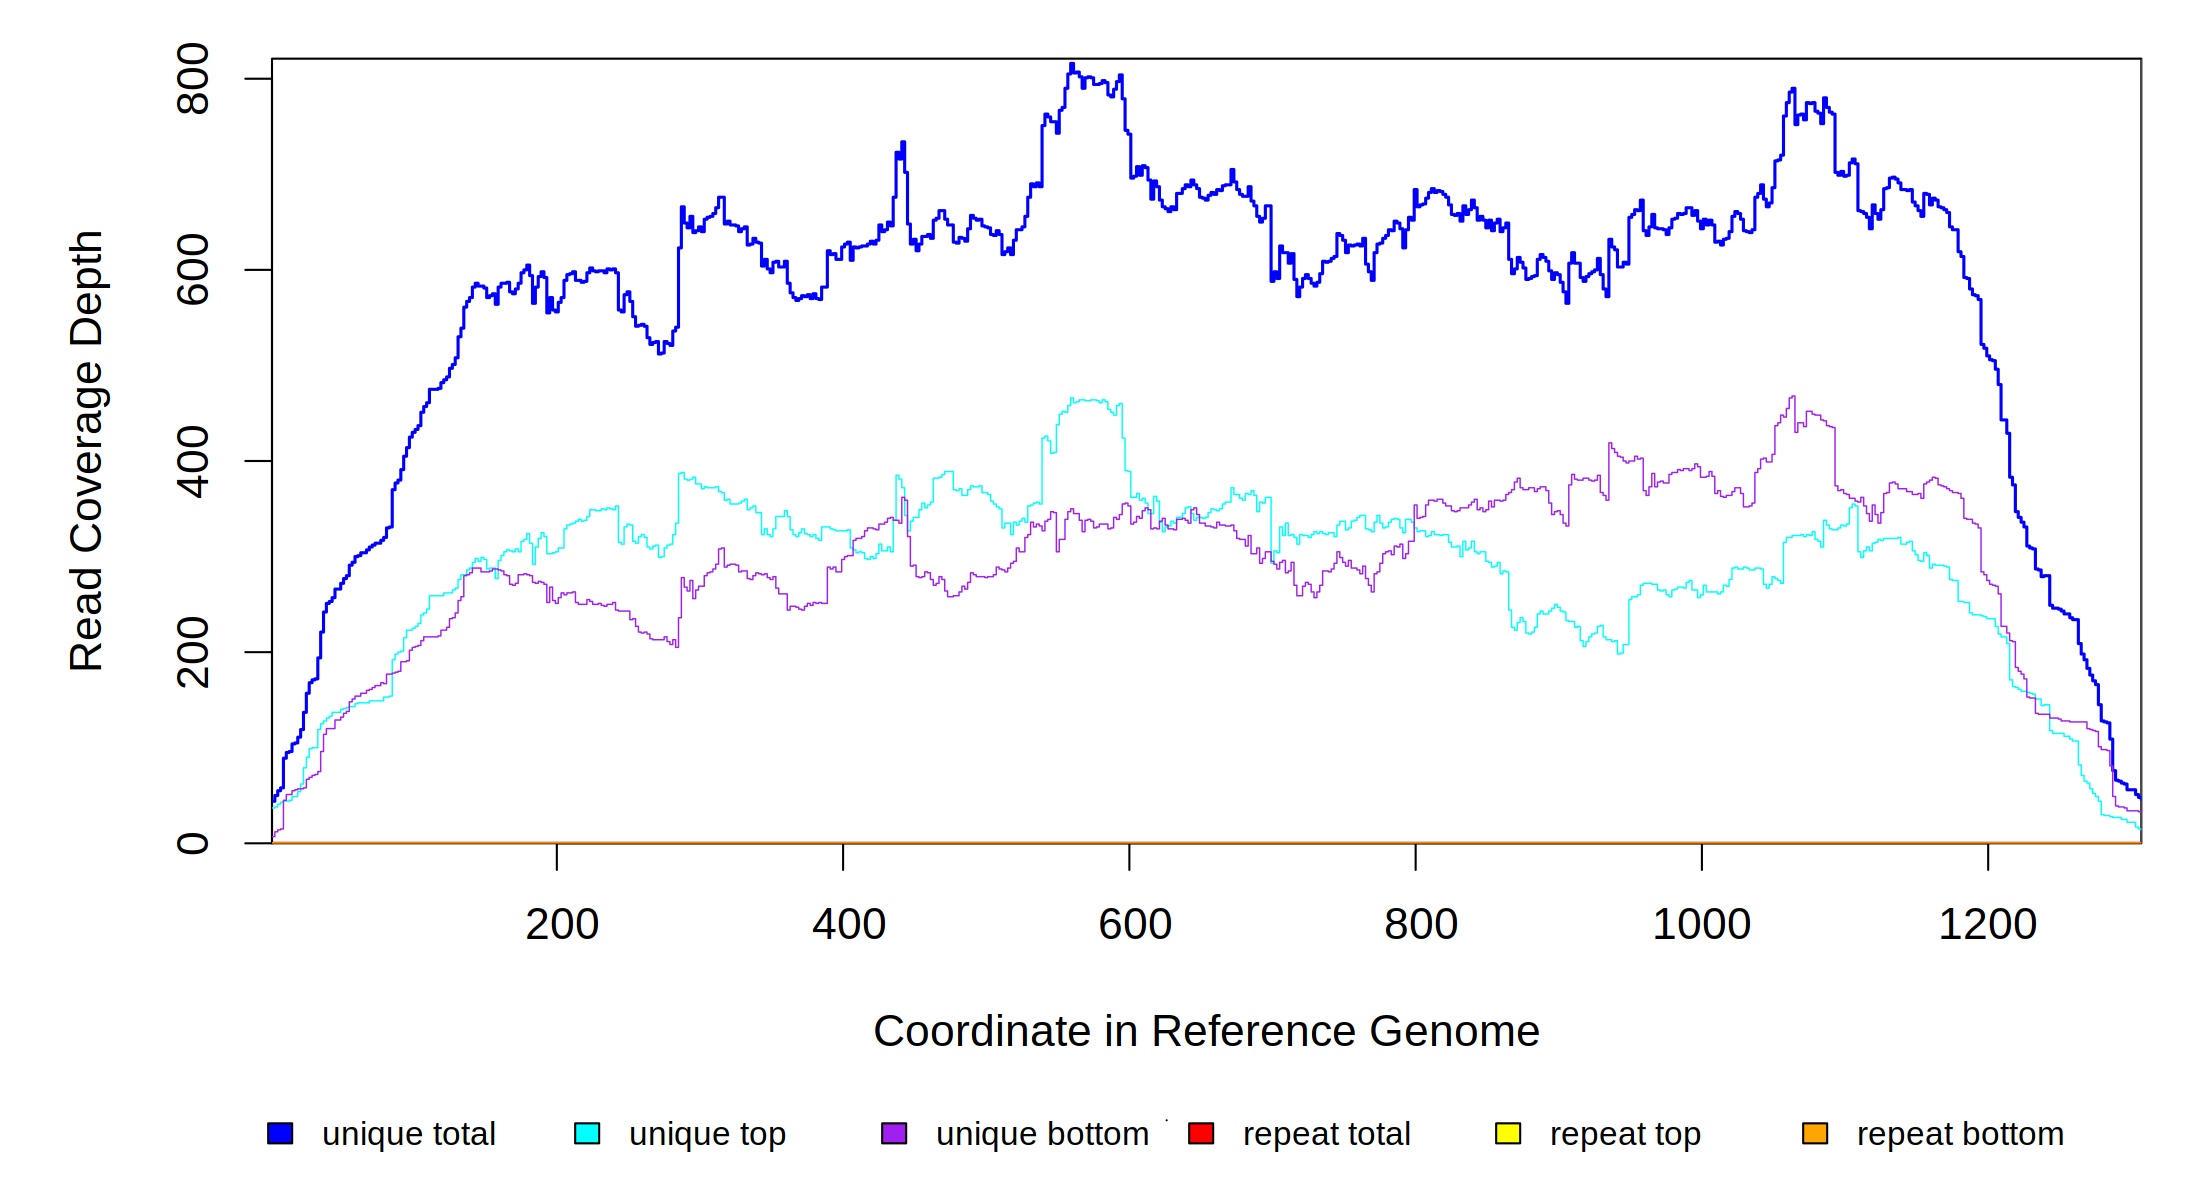 Read Coverage Depth
800
600
400
200
0
200 400 600 800 1000 1200
Coordinate in Reference Genome
unique total unique top unique bottom repeat total repeat top repeat bottom